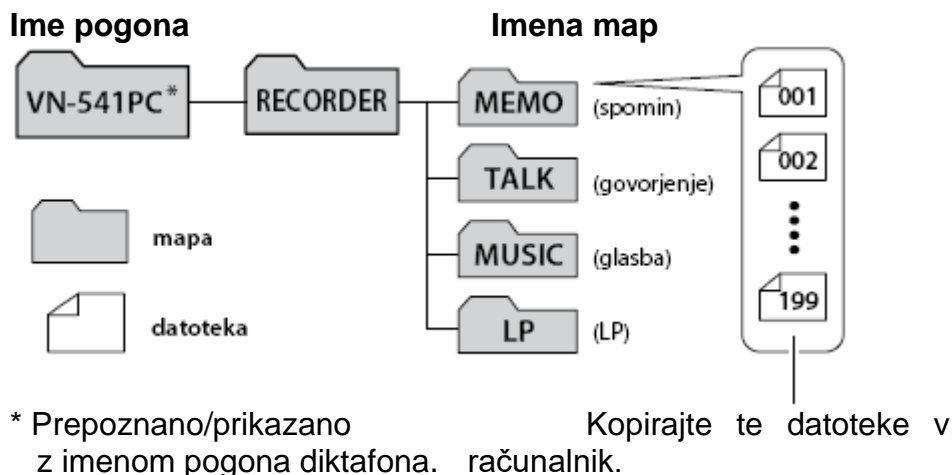 Ime pogona
Imena map
VN-541PC*
RECORDER
MEMO
(spomin)
TALK
(govorjenje)
MUSIC
(glasba)
LP
(LP)
001
002
199
mapa
datoteka
* Prepoznano/prikazano
z imenom pogona diktafona.
Kopirajte te datoteke v
računalnik.